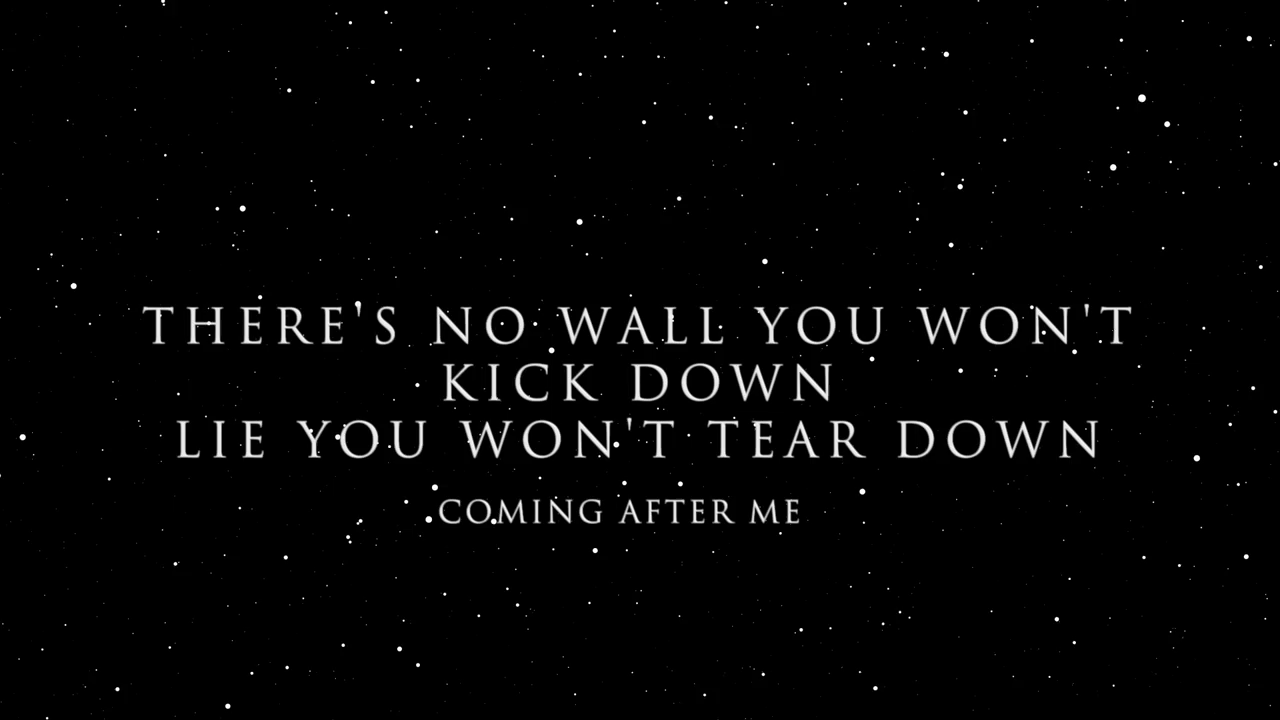 THERE'S NO WALL YOU WON'T
KICK DOWN
LIE YOU WON'T TEAR DOWN
COMING AFTER ME